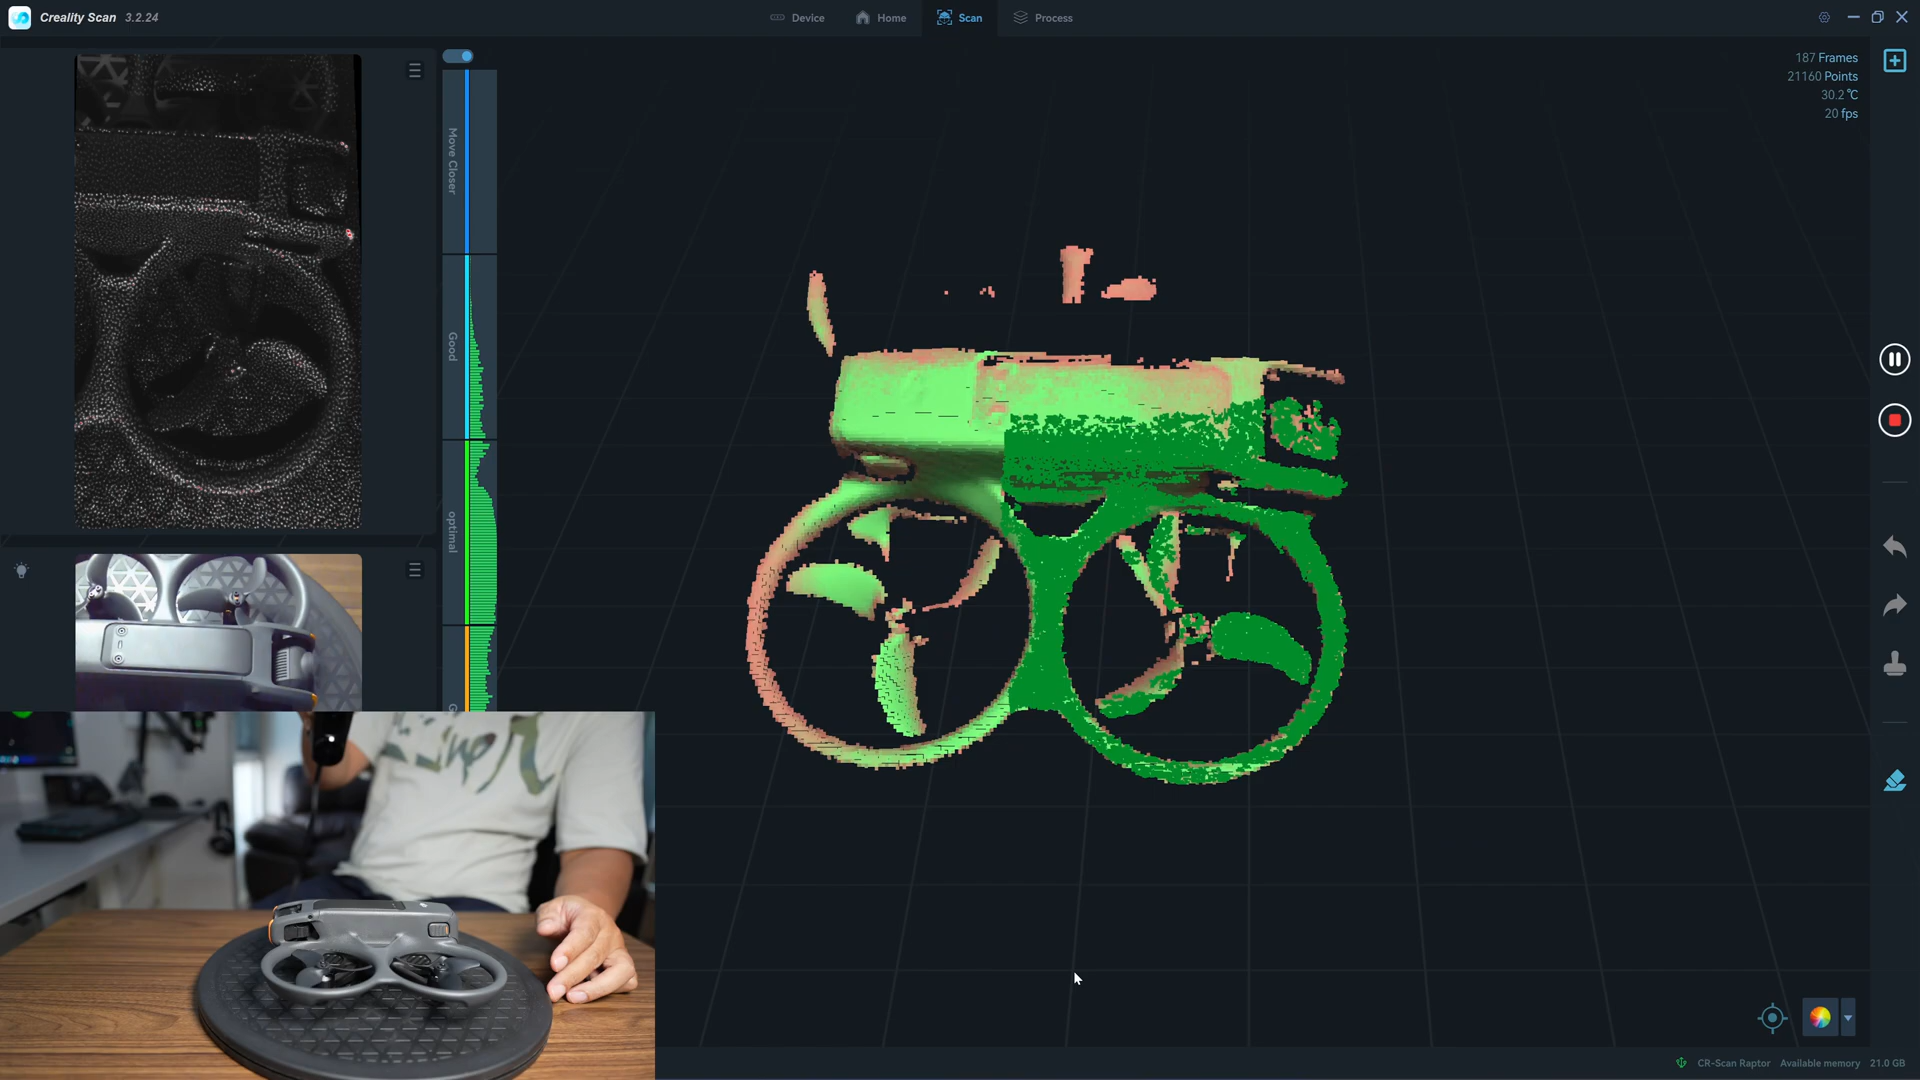 Creality Scan 3.2.24
Device
Home
Scan
Process
187 Frames
21160 Points
30.2 ℃
20 fps
Move Closer
Good
optimal
G
CR-Scan Raptor
Available memory 21.0 GB